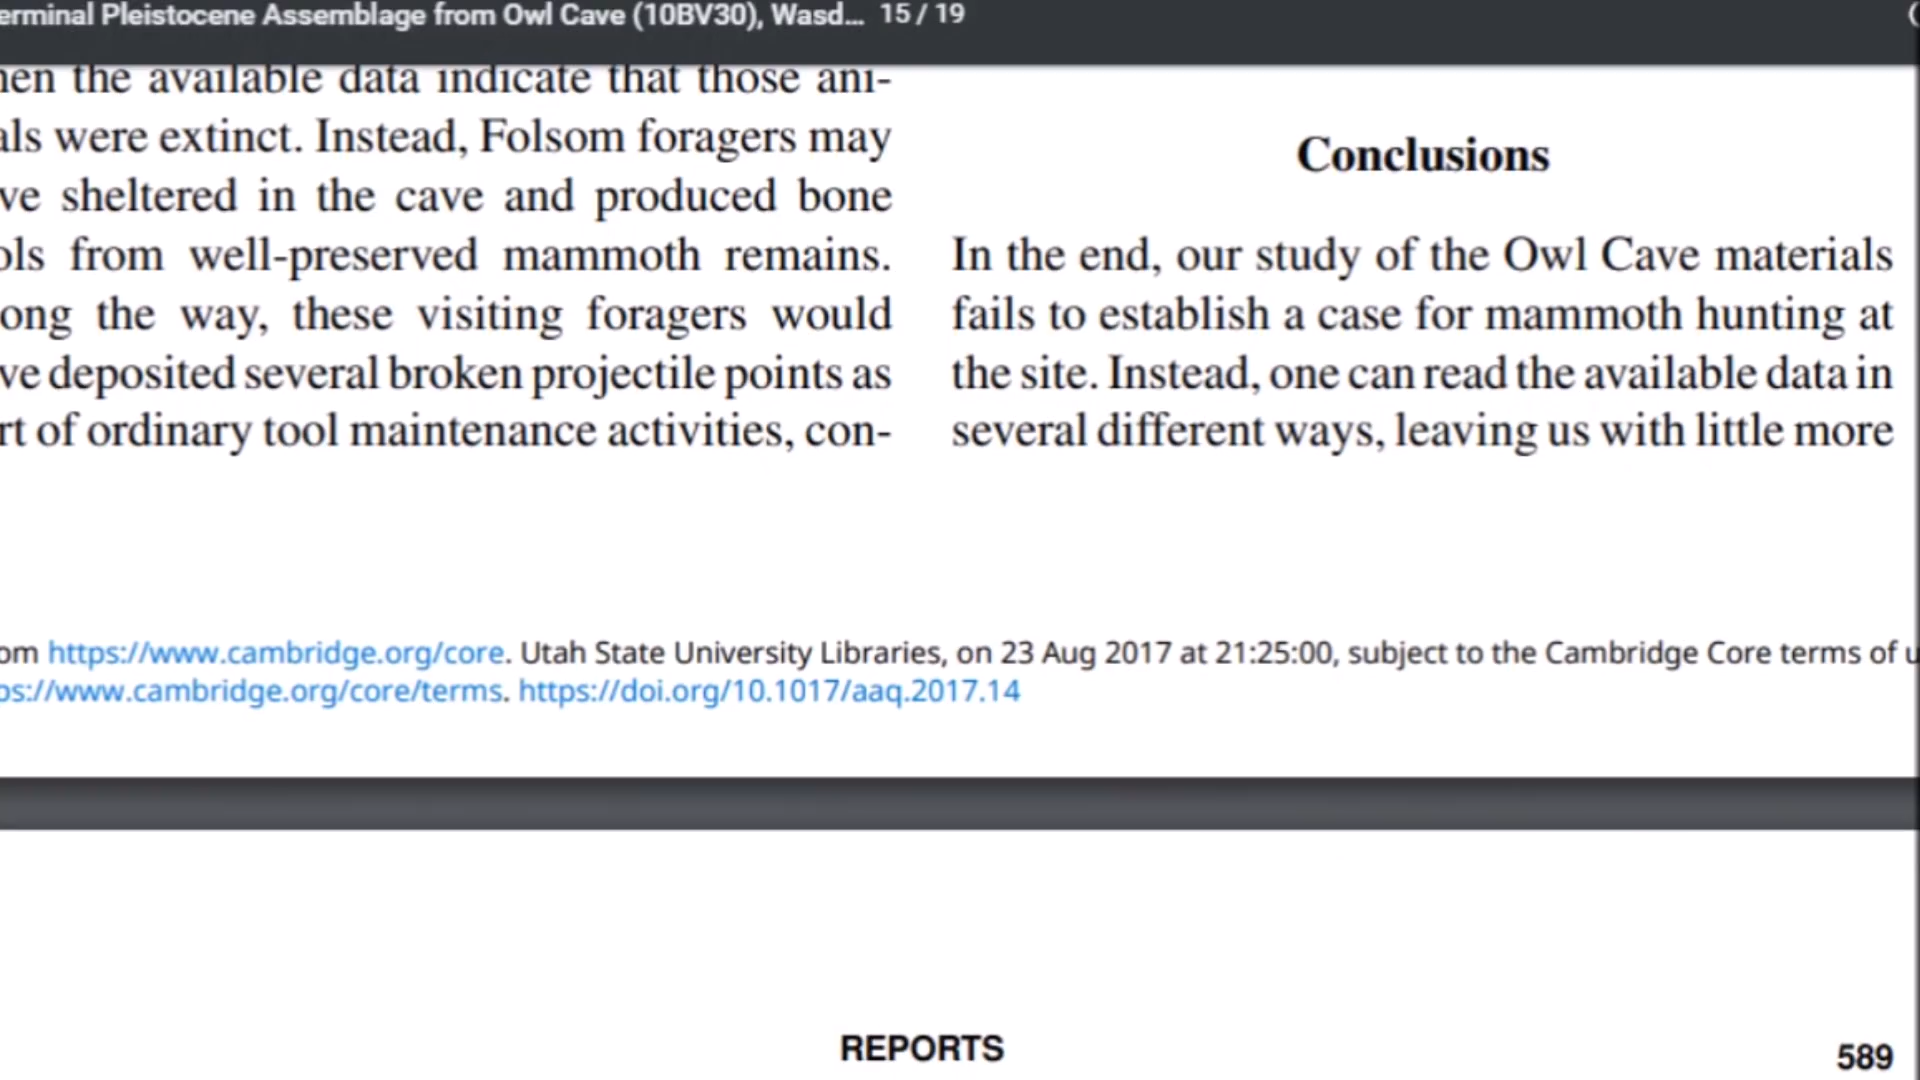 erminal Pleistocene Assemblage from Owl Cave (10BV30), Wasd... 15 / 19
en the available data indicate that those ani-
als were extinct. Instead, Folsom foragers may
ve sheltered in the cave and produced bone
ols from well-preserved mammoth remains.
ong the way, these visiting foragers would
ve deposited several broken projectile points as
rt of ordinary tool maintenance activities, con-
Conclusions
In the end, our study of the Owl Cave materials
fails to establish a case for mammoth hunting at
the site. Instead, one can read the available data in
several different ways, leaving us with little more
om https://www.cambridge.org/core. Utah State University Libraries, on 23 Aug 2017 at 21:25:00, subject to the Cambridge Core terms of u
ps://www.cambridge.org/core/terms. https://doi.org/10.1017/aaq.2017.14
REPORTS
589